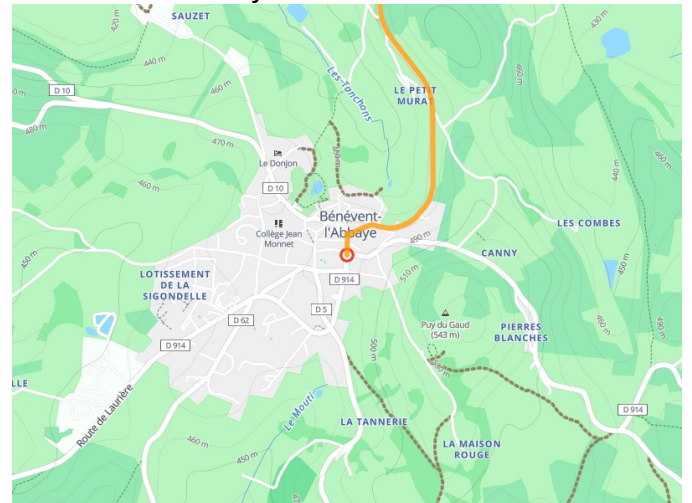 SAUZET
420 m
430 m
440 m
460 m
D 10
480 m
470 m
Les-Tanchons
LE PETIT
MURAT
460 m
440 m
Le Donjon
D 10
460 m
Bénévent-
l'Abbaye
Collège Jean
Monnet
490 m
LES COMBES
CANNY
450 m
510 m
450 m
490 m
LOTISSEMENT
DE LA
SIGONDELLE
D 914
D 5
D 62
Puy du Gaud
(543 m)
PIERRES
BLANCHES
460 m
D 914
500 m
LLE
Route de Laurière
Le-Mouti
LA TANNERIE
D 914
LA MAISON
ROUGE
460 m
450 m